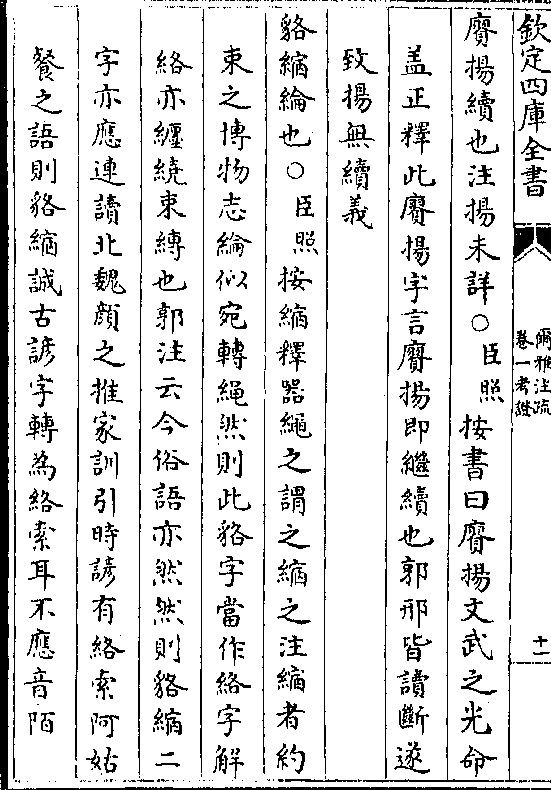 欽定四庫全書
爾雅注疏
卷一考證
十一
賡揚續也注揚未詳○臣照按書曰賡揚文武之光命
蓋正釋此賡揚字言賡揚即繼續也郭邢皆讀斷遂
致揚無續義
貉縮綸也○臣照按縮釋器繩之謂之縮之注縮者約
束之博物志綸似宛轉繩然則此貉字當作絡字解
絡亦纏繞束縛也郭注云今俗語亦然然則貉縮二
字亦應連讀北魏顔之推家訓引時諺有絡索阿姑
餐之語則貉縮誠古諺字轉為絡索耳不應音陌